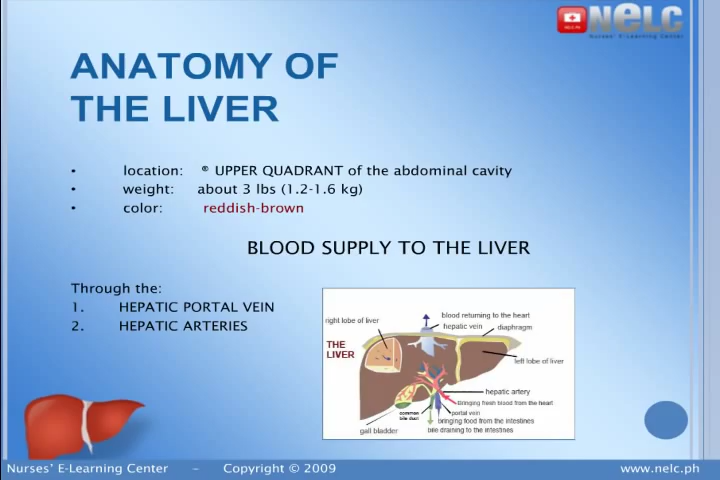 NELC
Nurses' E-Learning Center
ANATOMY OF
THE LIVER
• location: ® UPPER QUADRANT of the abdominal cavity
• weight: about 3 lbs (1.2-1.6 kg)
• color: reddish-brown
BLOOD SUPPLY TO THE LIVER
Through the:
1. HEPATIC PORTAL VEIN
2. HEPATIC ARTERIES
right lobe of liver
blood returning to the heart
hepatic vein
diaphragm
THE
LIVER
left lobe of liver
hepatic artery
Bringing fresh blood from the heart
common
bile duct
portal vein
bringing food from the intestines
gall bladder
bile draining to the intestines
Nurses' E-Learning Center – Copyright © 2009 www.nelc.ph